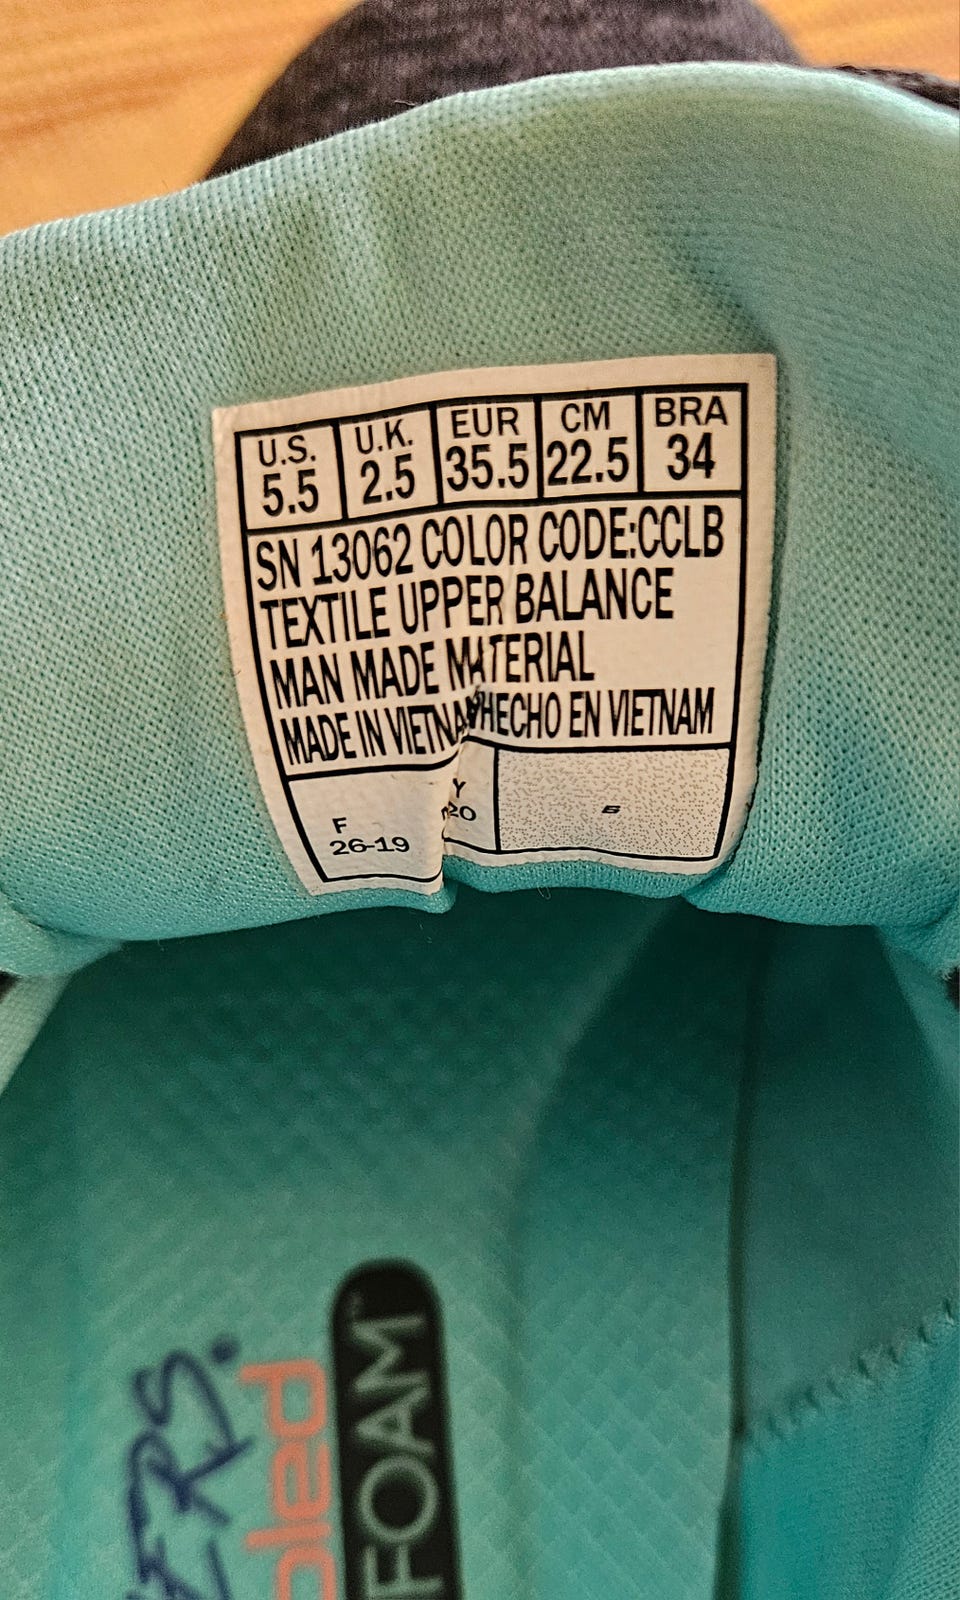 U.S. U.K. EUR CM BRA
5.5 2.5 35.5 22.5 34
SN 13062 COLOR CODE:CCLB
TEXTILE UPPER BALANCE
MAN MADE MATERIAL
MADE IN VIETNAM/HECHO EN VIETNAM
F Y
26-19
FOAM™